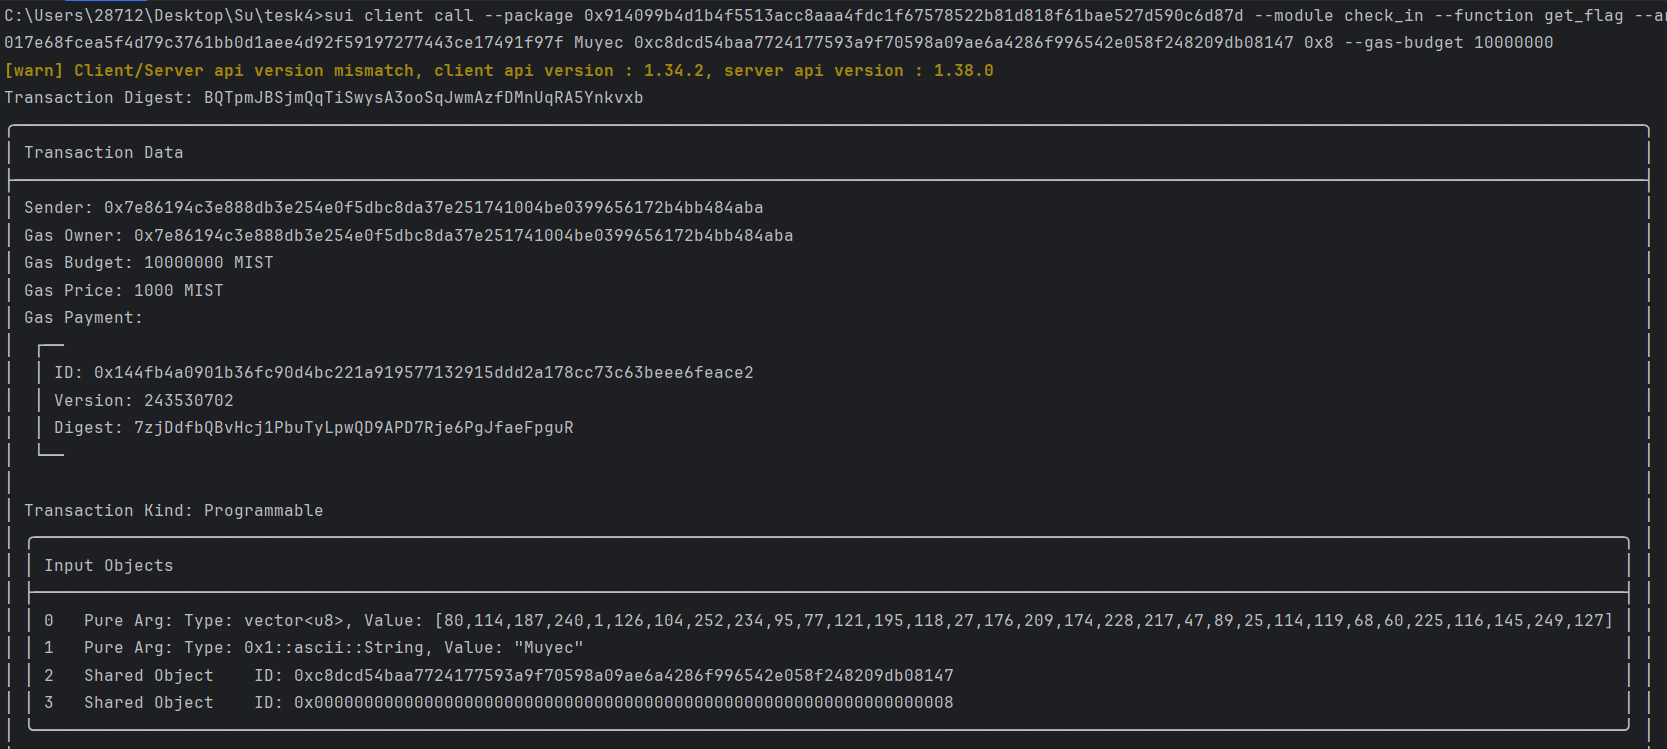 C:\Users\28712\Desktop\Su\tesk4>sui client call --package 0x914099b4d1b4f5513acc8aaa4fdc1f67578522b81d818f61bae527d590c6d87d --module check_in --function get_flag --ar
017e68fcea5f4d79c3761bb0d1aee4d92f59197277443ce17491f97f Muyec 0xc8dcd54baa7724177593a9f70598a09ae6a4286f996542e058f248209db08147 0x8 --gas-budget 10000000
[warn] Client/Server api version mismatch, client api version : 1.34.2, server api version : 1.38.0
Transaction Digest: BQTpmJBSjmQqTiSwysA3ooSqJwmAzfDMnUqRA5Ynkvxb
Transaction Data
Sender: 0x7e86194c3e888db3e254e0f5dbc8da37e251741004be0399656172b4bb484aba
Gas Owner: 0x7e86194c3e888db3e254e0f5dbc8da37e251741004be0399656172b4bb484aba
Gas Budget: 10000000 MIST
Gas Price: 1000 MIST
Gas Payment:
ID: 0x144fb4a0901b36fc90d4bc221a919577132915ddd2a178cc73c63beee6feace2
Version: 243530702
Digest: 7zjDdfbQBvHcj1PbuTyLpwQD9APD7Rje6PgJfaeFpguR
Transaction Kind: Programmable
Input Objects
0 Pure Arg: Type: vector<u8>, Value: [80,114,187,240,1,126,104,252,234,95,77,121,195,118,27,176,209,174,228,217,47,89,25,114,119,68,60,225,116,145,249,127]
1 Pure Arg: Type: 0x1::ascii::String, Value: "Muyec"
2 Shared Object ID: 0xc8dcd54baa7724177593a9f70598a09ae6a4286f996542e058f248209db08147
3 Shared Object ID: 0x0000000000000000000000000000000000000000000000000000000000000008